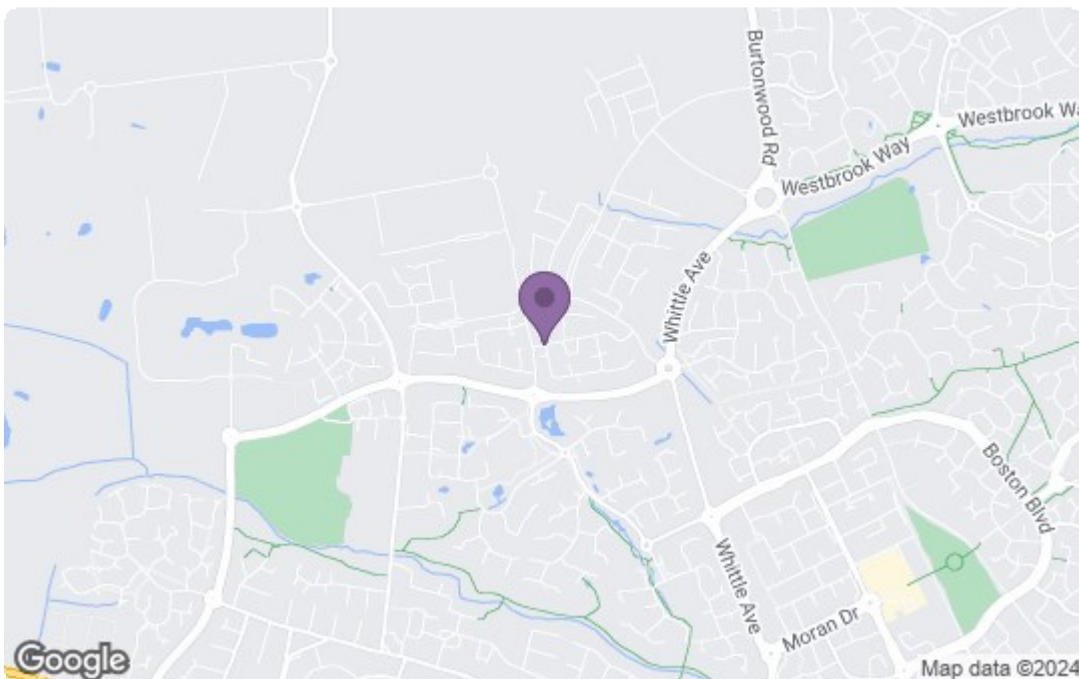 Burtonwood Rd
Westbrook Wa
Westbrook Way
Whittle Ave
Boston Blvd
Whittle Ave
Moran Dr
Google
Map data ©2024